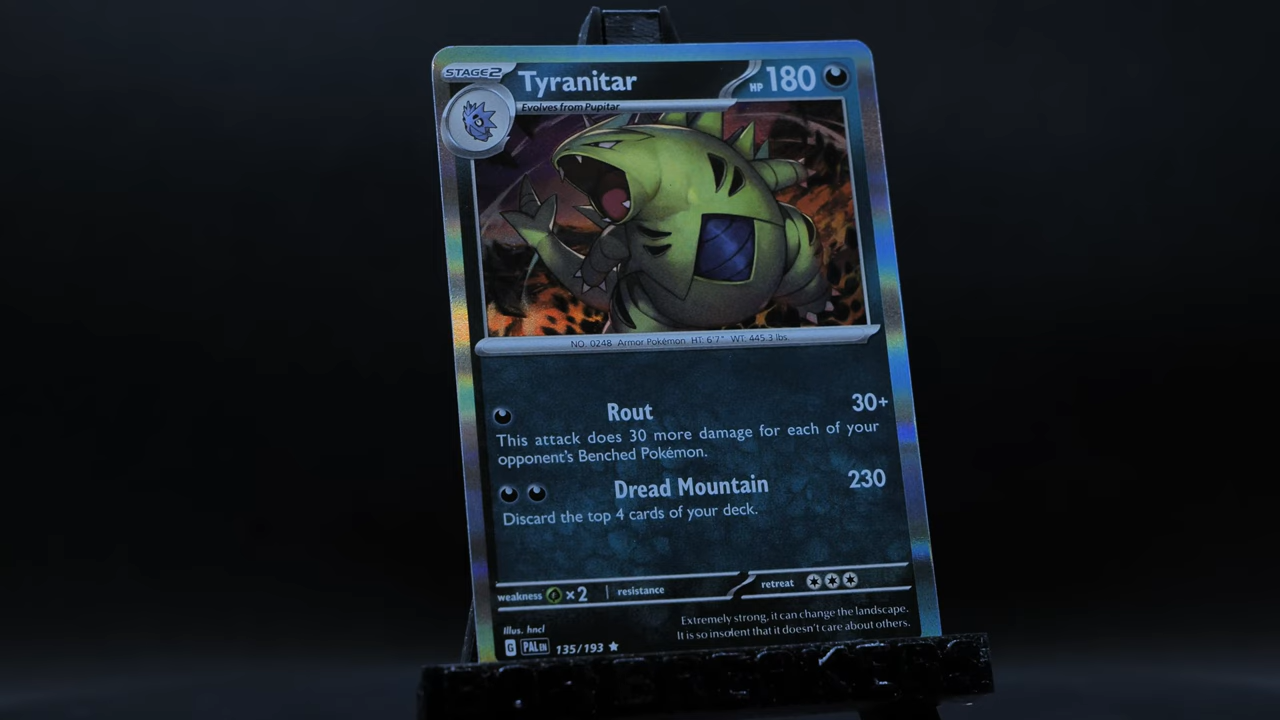 STAGE2 Tyranitar HP 180
Evolves from Pupitar
NO. 0248 Armor Pokémon HT: 6'7" WT: 445.3 lbs
Rout 30+
This attack does 30 more damage for each of your
opponent's Benched Pokémon.
Dread Mountain 230
Discard the top 4 cards of your deck.
weakness ×2 resistance retreat
Extremely strong, it can change the landscape.
It is so insolent that it doesn't care about others.
Illus. hncl
G PAL EN 135/193